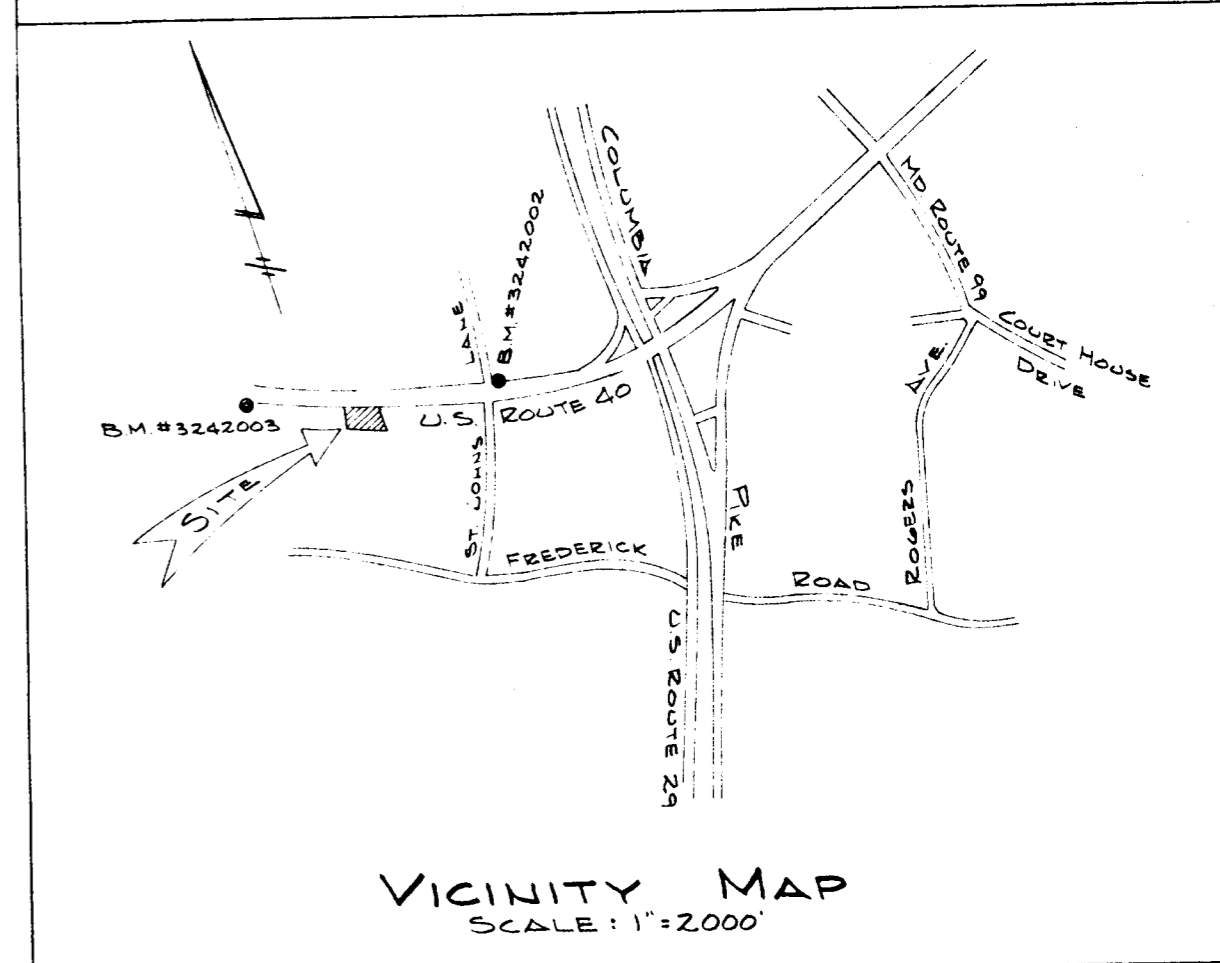 COLUMBIA
PIKE
MD ROUTE 99
COURT HOUSE
DRIVE
B.M. #3242002
LANE
ST. JOHNS
AVE.
ROGERS
U.S. ROUTE 40
B.M. #3242003
SITE
FREDERICK
ROAD
U.S. ROUTE 29
VICINITY MAP
SCALE : 1"=2000'